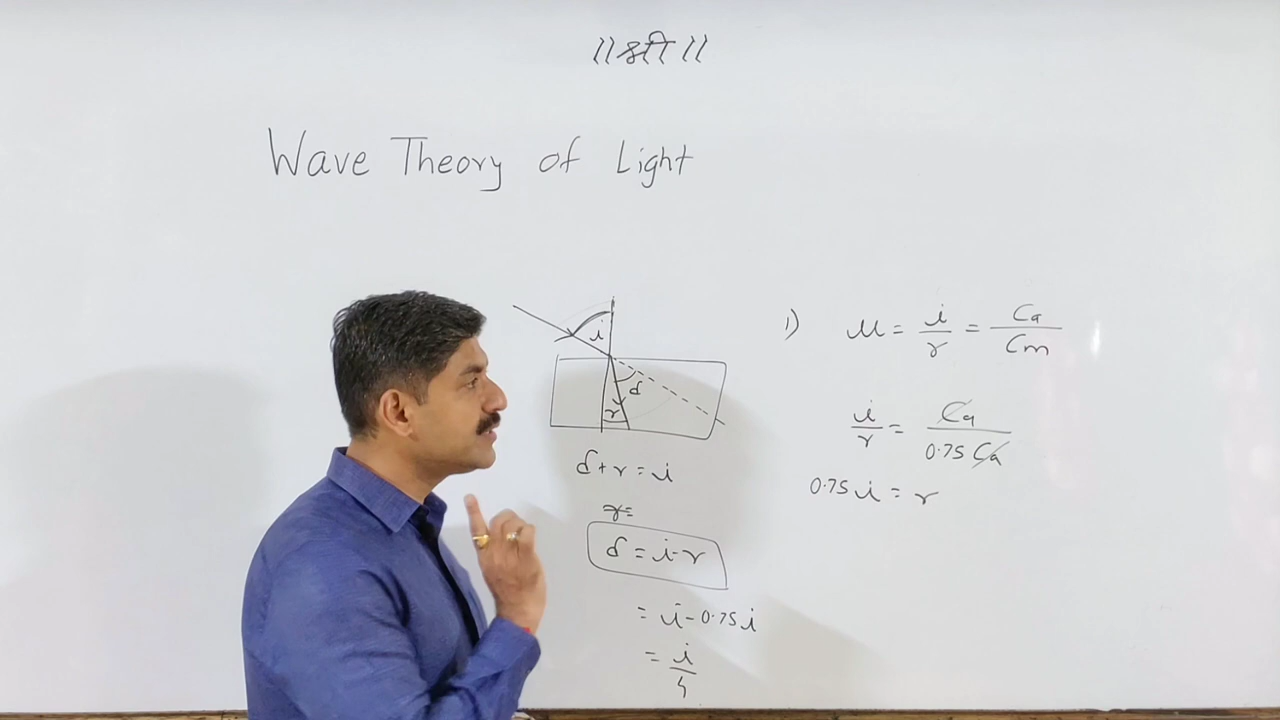 ॥ श्री ॥
Wave Theory of Light
i
d
r
d + r = i
r =
d = i - r
= i - 0.75 i
= i/4
1) μ = i/r = Ca/Cm
i/r = Ca/0.75 Ca
0.75 i = r